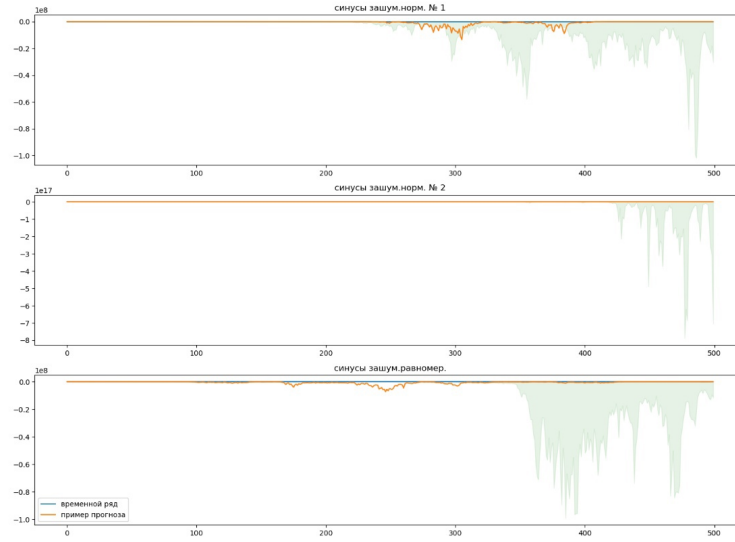 синусы зашум.норм. № 1
1e8
0.0
−0.2
−0.4
−0.6
−0.8
−1.0
0 100 200 300 400 500
синусы зашум.норм. № 2
1e17
0
−1
−2
−3
−4
−5
−6
−7
−8
0 100 200 300 400 500
синусы зашум.равномер.
1e8
0.0
−0.2
−0.4
−0.6
−0.8
−1.0
временной ряд
пример прогноза
0 100 200 300 400 500